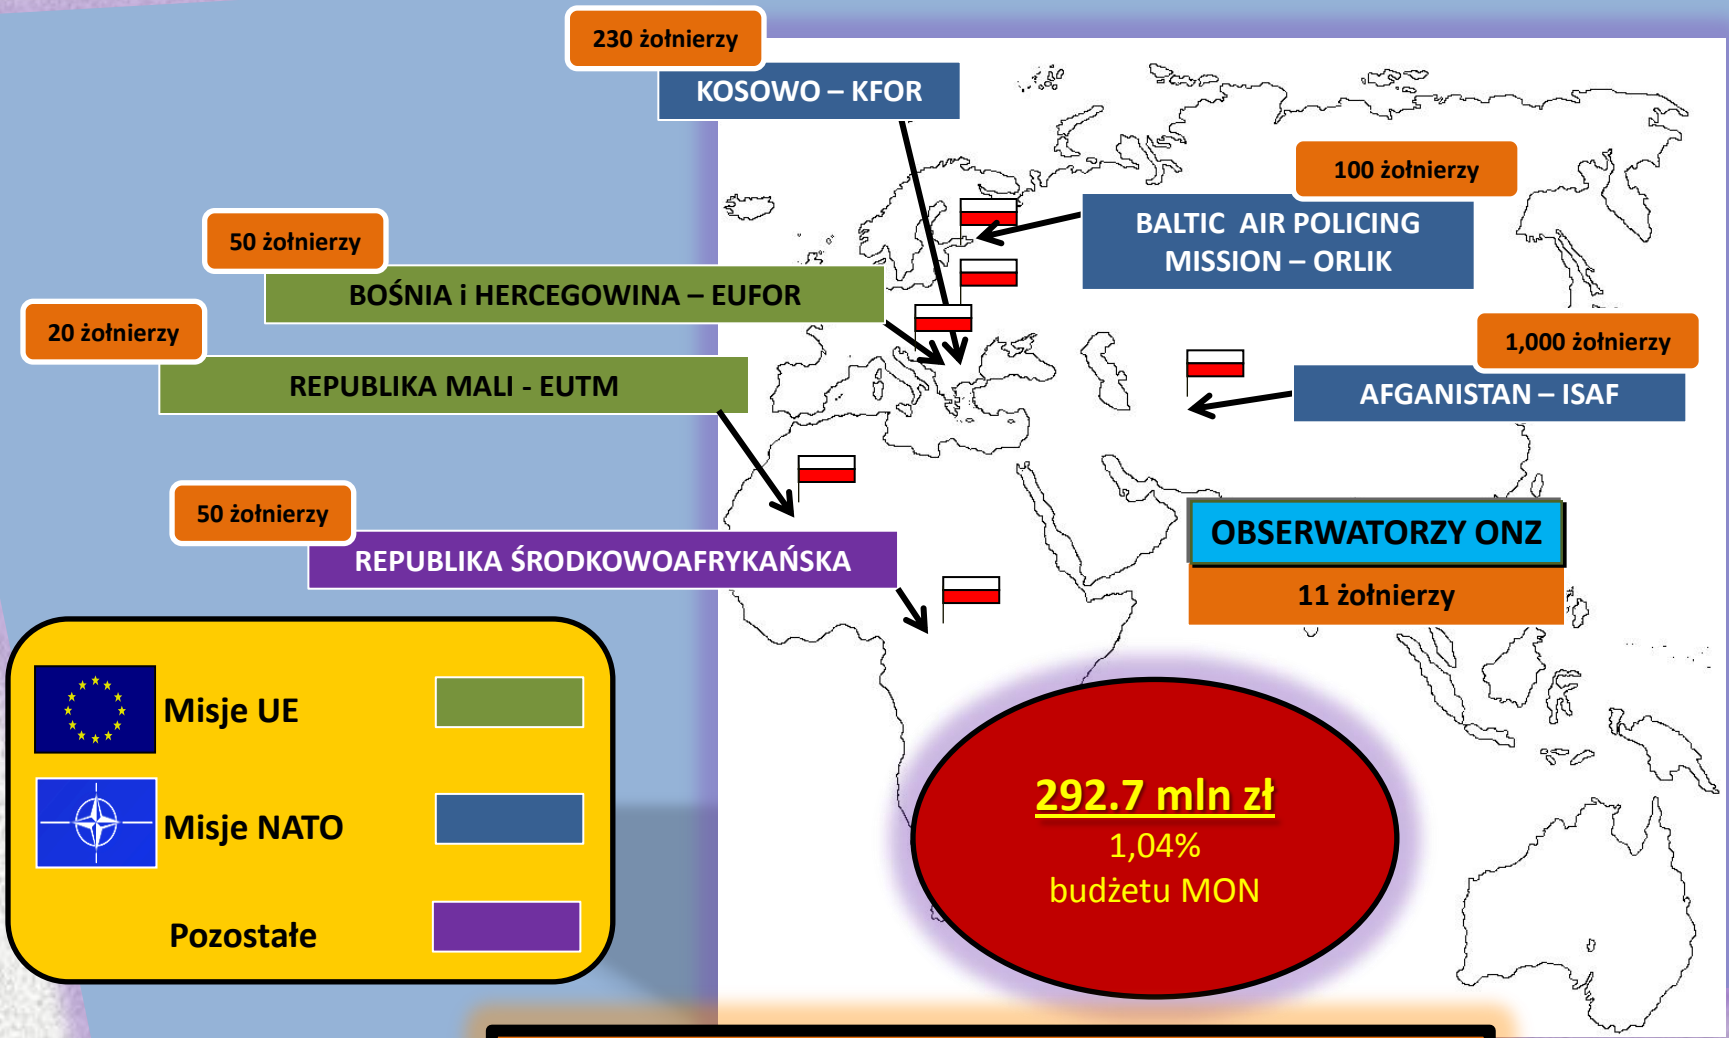 230 żołnierzy
KOSOWO – KFOR
100 żołnierzy
BALTIC AIR POLICING
MISSION – ORLIK
50 żołnierzy
BOŚNIA i HERCEGOWINA – EUFOR
20 żołnierzy
REPUBLIKA MALI - EUTM
1,000 żołnierzy
AFGANISTAN – ISAF
50 żołnierzy
REPUBLIKA ŚRODKOWOAFRYKAŃSKA
OBSERWATORZY ONZ
11 żołnierzy
Misje UE
Misje NATO
Pozostałe
292.7 mln zł
1,04%
budżetu MON